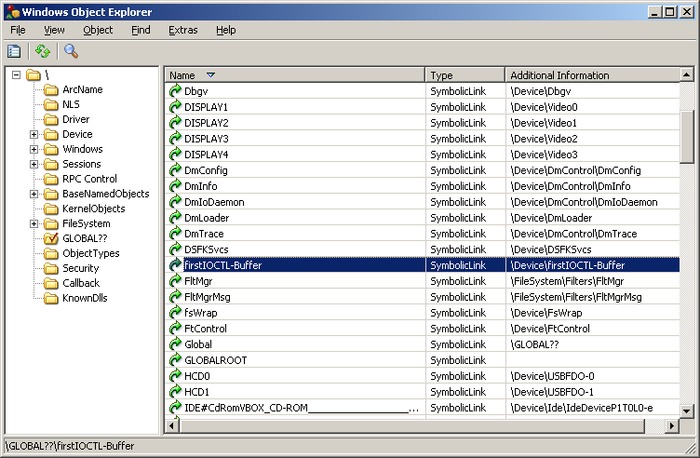 Windows Object Explorer
File View Object Find Extras Help
\
ArcName
NLS
Driver
Device
Windows
Sessions
RPC Control
BaseNamedObjects
KernelObjects
FileSystem
GLOBAL??
ObjectTypes
Security
Callback
KnownDlls
Name Type Additional Information
Dbgv SymbolicLink \Device\Dbgv
DISPLAY1 SymbolicLink \Device\Video0
DISPLAY2 SymbolicLink \Device\Video1
DISPLAY3 SymbolicLink \Device\Video2
DISPLAY4 SymbolicLink \Device\Video3
DmConfig SymbolicLink \Device\DmControl\DmConfig
DmInfo SymbolicLink \Device\DmControl\DmInfo
DmIoDaemon SymbolicLink \Device\DmControl\DmIoDaemon
DmLoader SymbolicLink \Device\DmLoader
DmTrace SymbolicLink \Device\DmControl\DmTrace
DSFKSvcs SymbolicLink \Device\DSFKSvcs
firstIOCTL-Buffer SymbolicLink \Device\firstIOCTL-Buffer
FltMgr SymbolicLink \FileSystem\Filters\FltMgr
FltMgrMsg SymbolicLink \FileSystem\Filters\FltMgrMsg
fsWrap SymbolicLink \Device\FsWrap
FtControl SymbolicLink \Device\FtControl
Global SymbolicLink \GLOBAL??
GLOBALROOT SymbolicLink
HCD0 SymbolicLink \Device\USBFDO-0
HCD1 SymbolicLink \Device\USBFDO-1
IDE#CdRomVBOX_CD-ROM____________________... SymbolicLink \Device\Ide\IdeDeviceP1T0L0-e
\GLOBAL??\firstIOCTL-Buffer